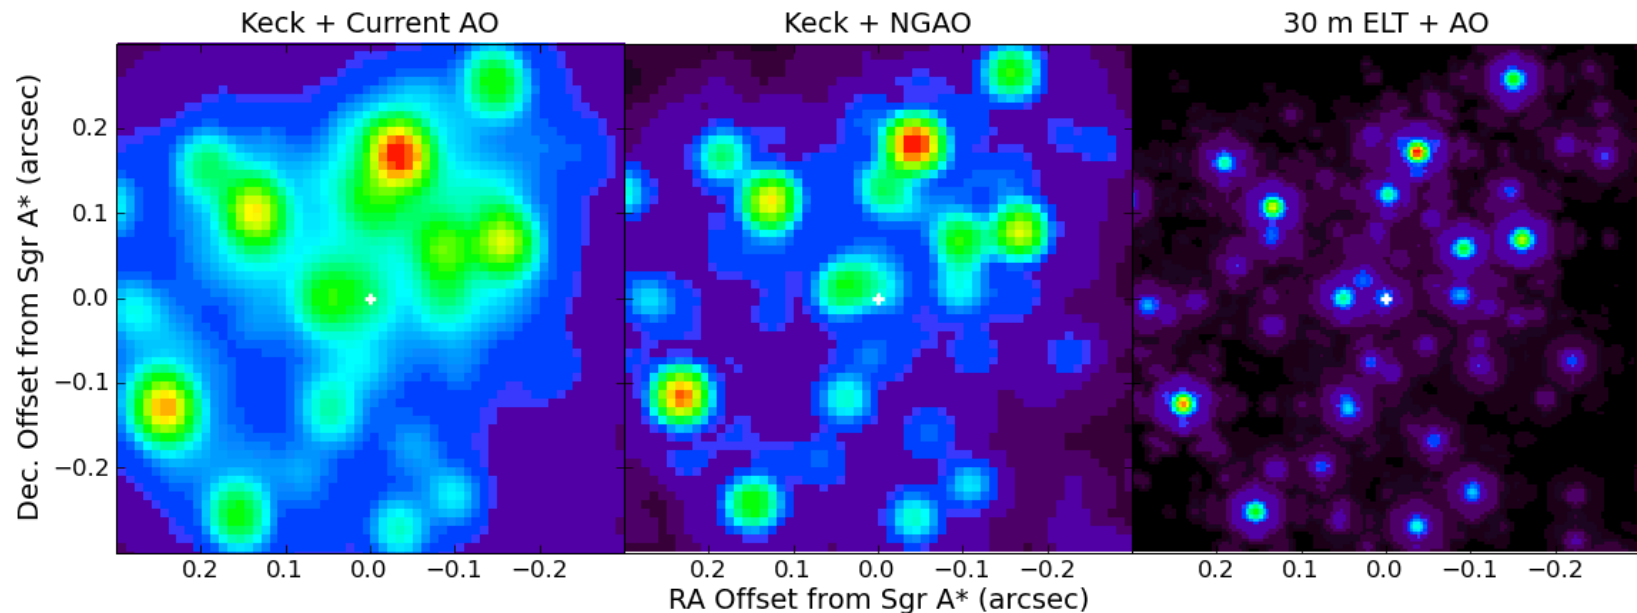 Keck + Current AO Keck + NGAO 30 m ELT + AO
Dec. Offset from Sgr A* (arcsec)
0.2
0.1
0.0
−0.1
−0.2
0.2 0.1 0.0 −0.1 −0.2 0.2 0.1 0.0 −0.1 −0.2 0.2 0.1 0.0 −0.1 −0.2
RA Offset from Sgr A* (arcsec)